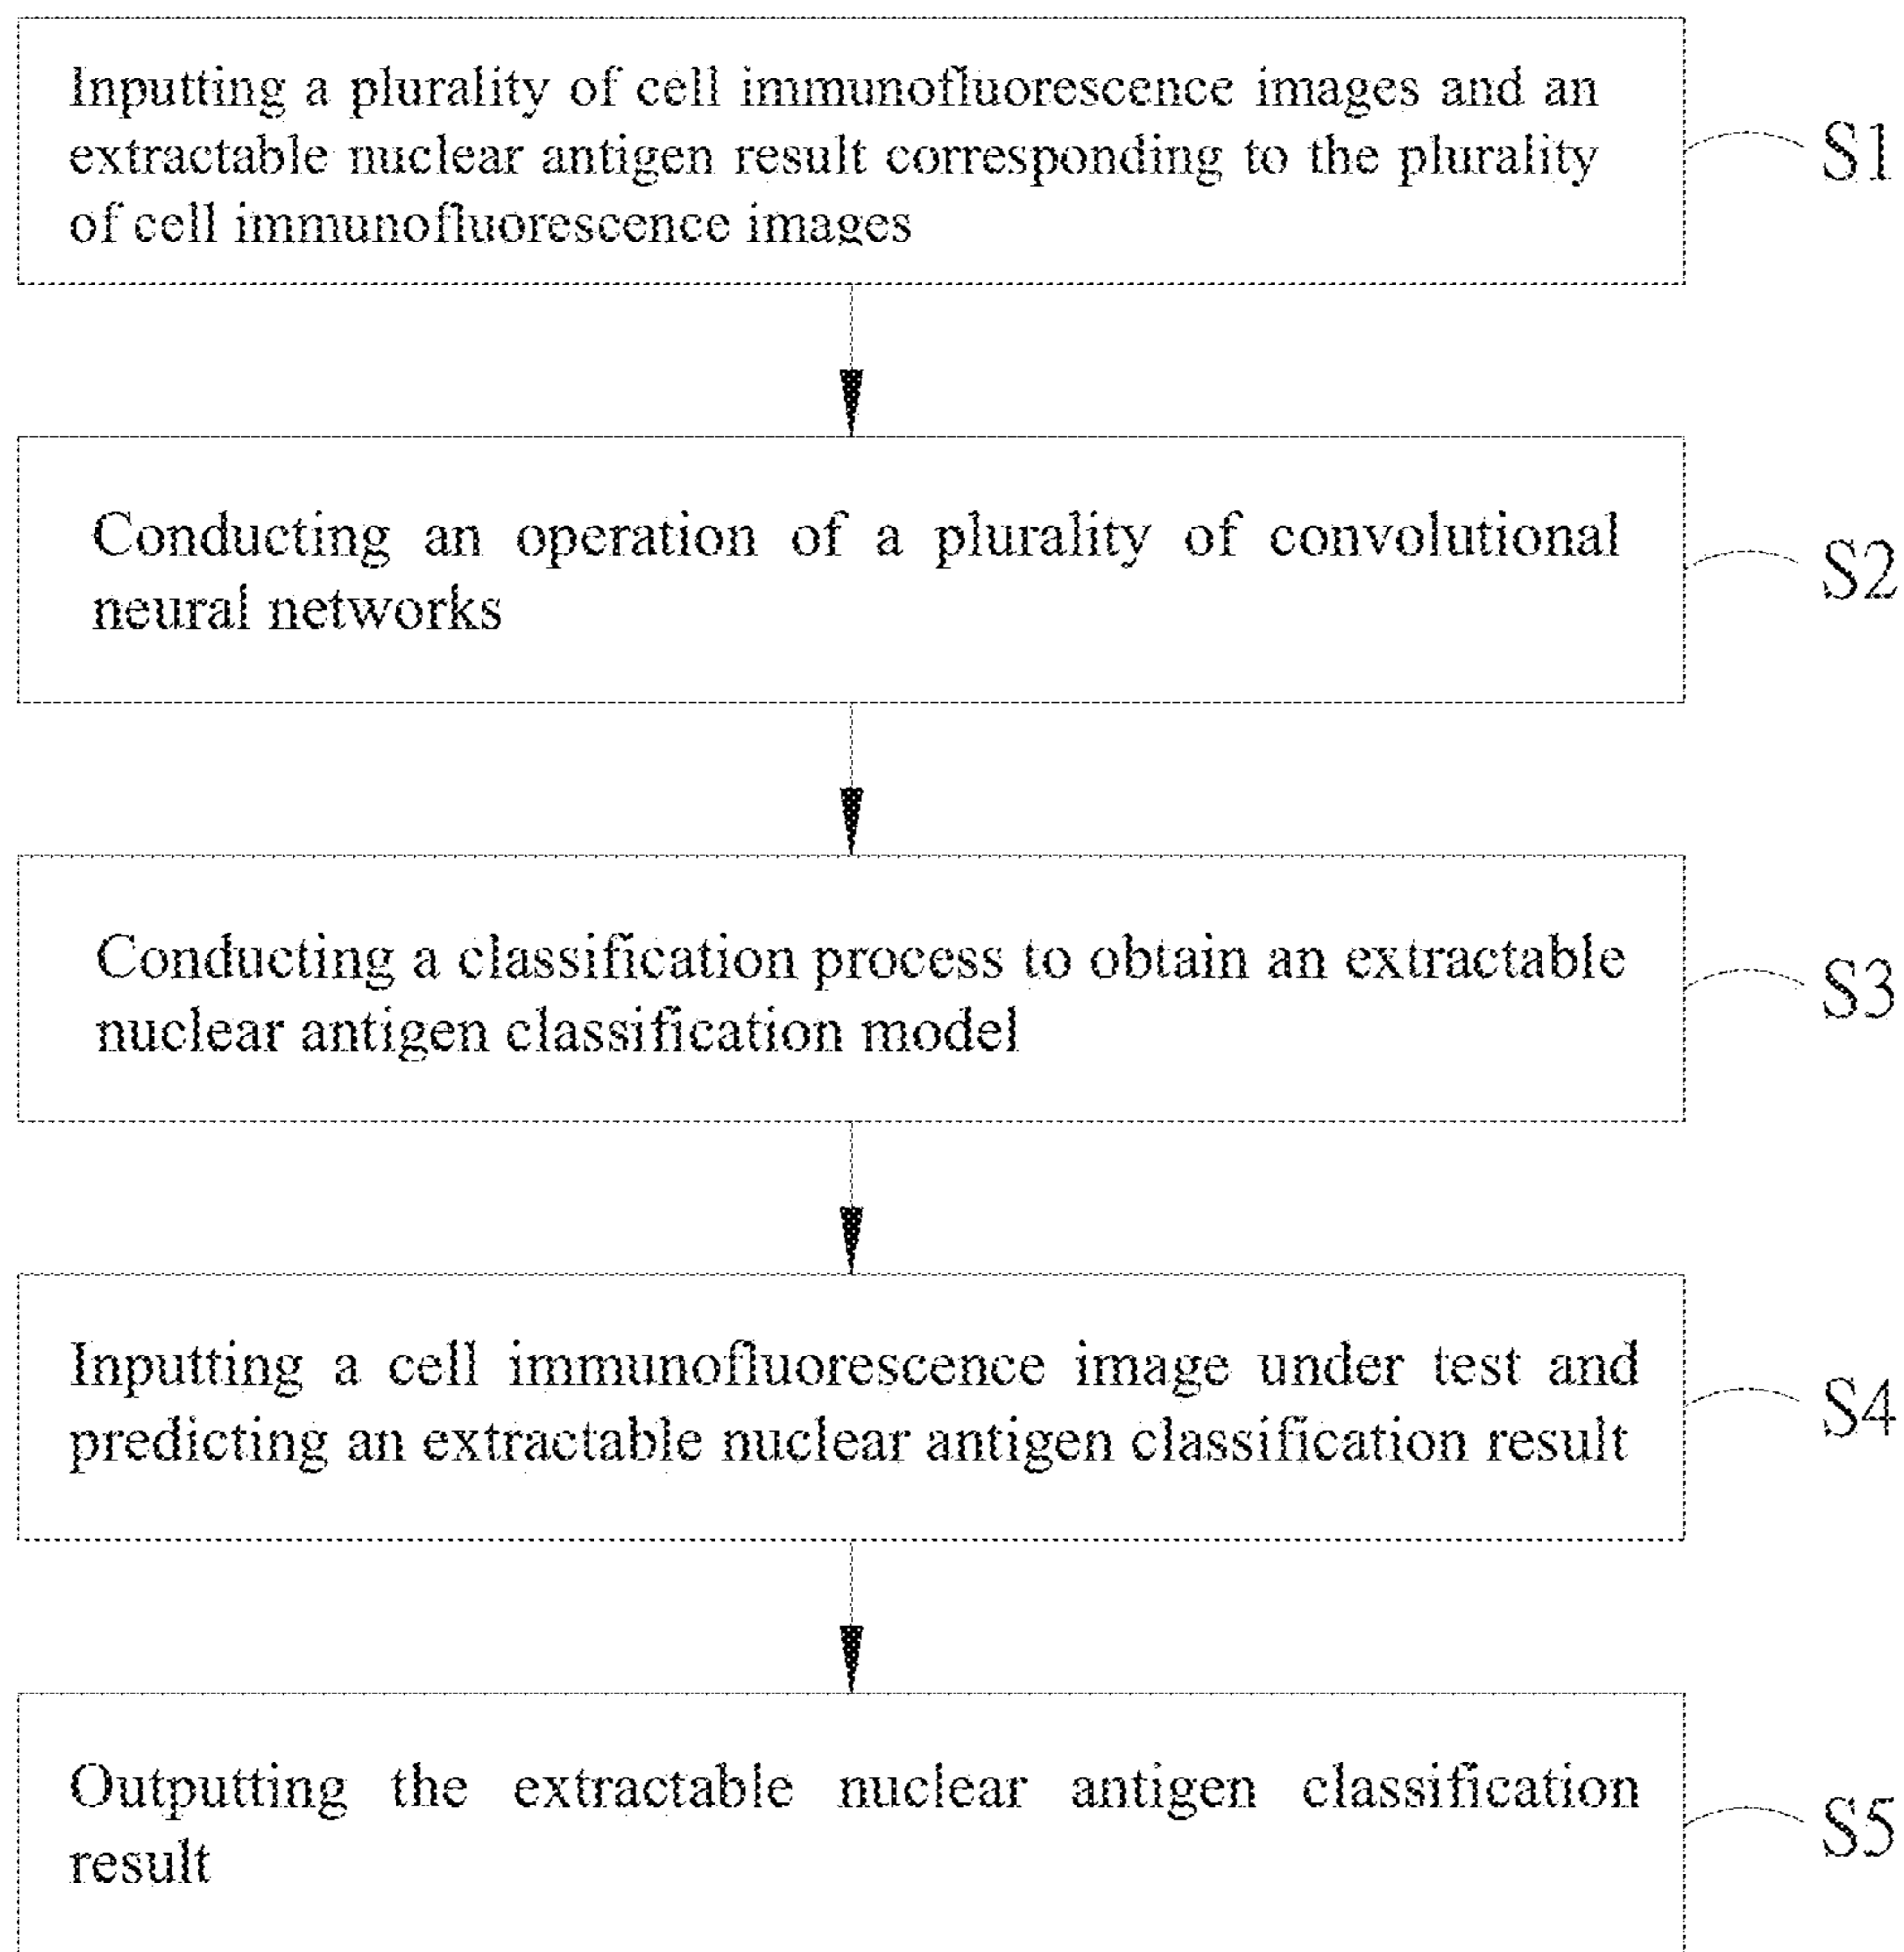 Inputting a plurality of cell immunofluorescence images and an
extractable nuclear antigen result corresponding to the plurality
of cell immunofluorescence images
S1
Conducting an operation of a plurality of convolutional
neural networks
S2
Conducting a classification process to obtain an extractable
nuclear antigen classification model
S3
Inputting a cell immunofluorescence image under test and
predicting an extractable nuclear antigen classification result
S4
Outputting the extractable nuclear antigen classification
result
S5